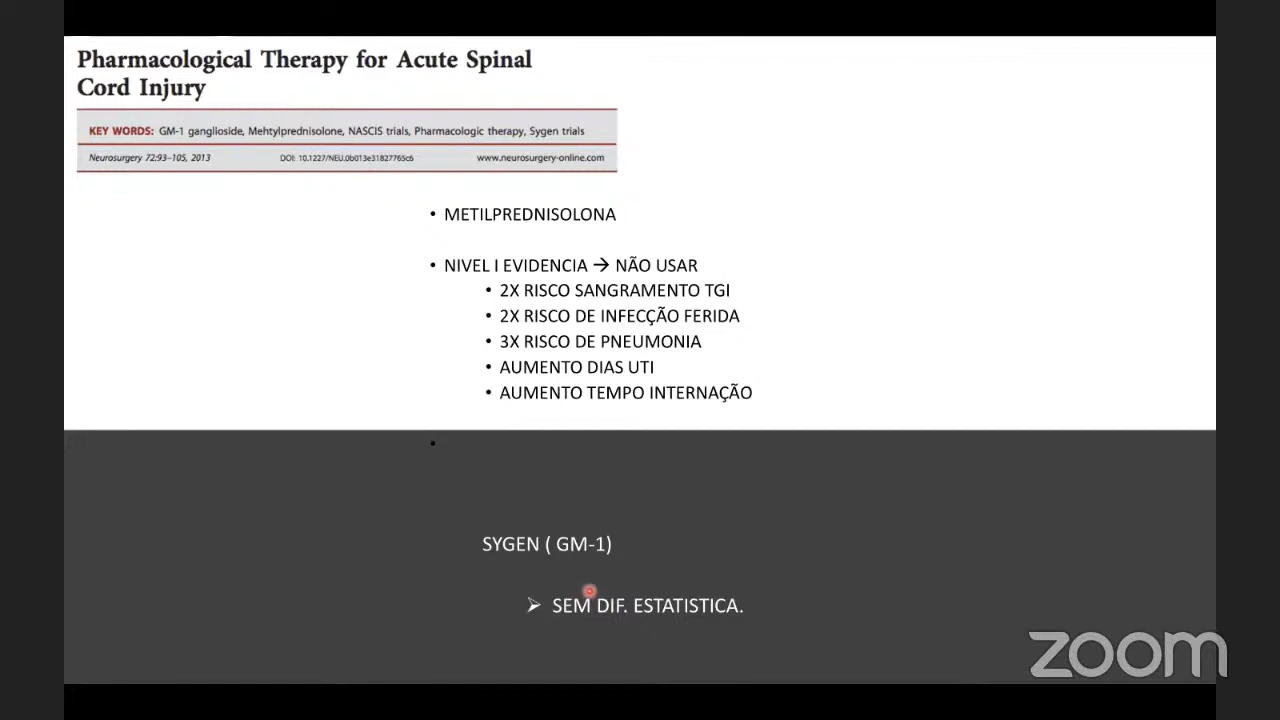 Pharmacological Therapy for Acute Spinal
Cord Injury
KEY WORDS: GM-1 ganglioside, Mehtylprednisolone, NASCIS trials, Pharmacologic therapy, Sygen trials
Neurosurgery 72:93–105, 2013 DOI: 10.1227/NEU.0b013e31827765c6 www.neurosurgery-online.com
• METILPREDNISOLONA
• NIVEL I EVIDENCIA → NÃO USAR
• 2X RISCO SANGRAMENTO TGI
• 2X RISCO DE INFECÇÃO FERIDA
• 3X RISCO DE PNEUMONIA
• AUMENTO DIAS UTI
• AUMENTO TEMPO INTERNAÇÃO
SYGEN ( GM-1)
➢ SEM DIF. ESTATISTICA.
zoom